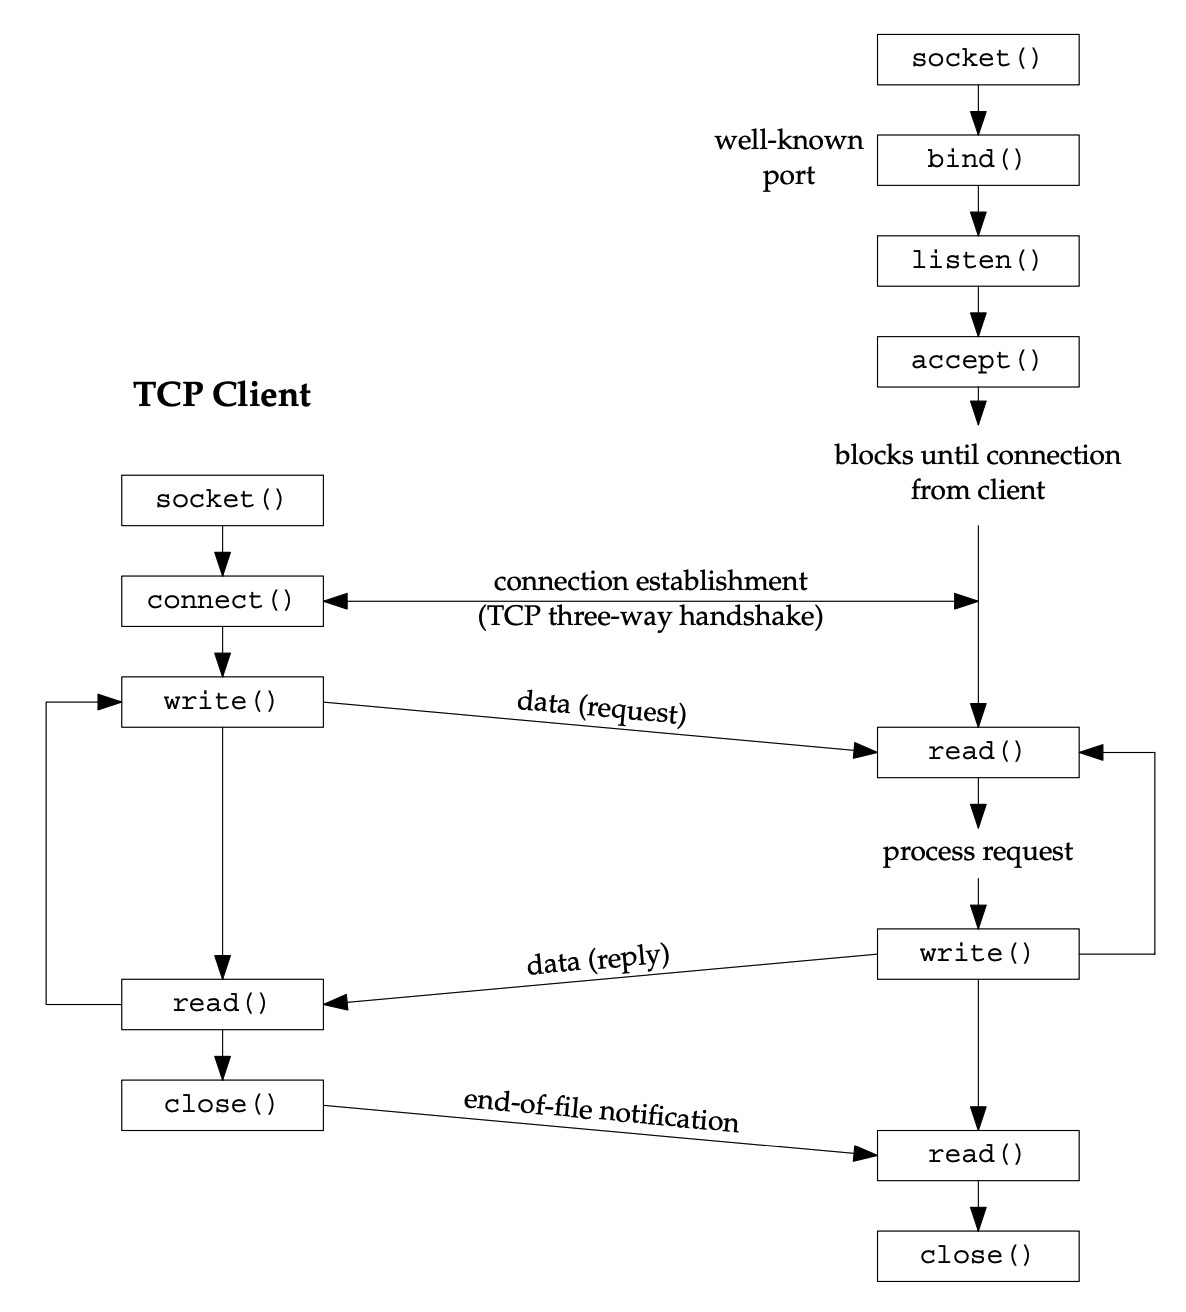 socket()
well-known
port
bind()
listen()
accept()
TCP Client
blocks until connection
from client
socket()
connection establishment
connect()
(TCP three-way handshake)
write()
data (request)
read()
process request
write()
data (reply)
read()
close()
end-of-file notification
read()
close()